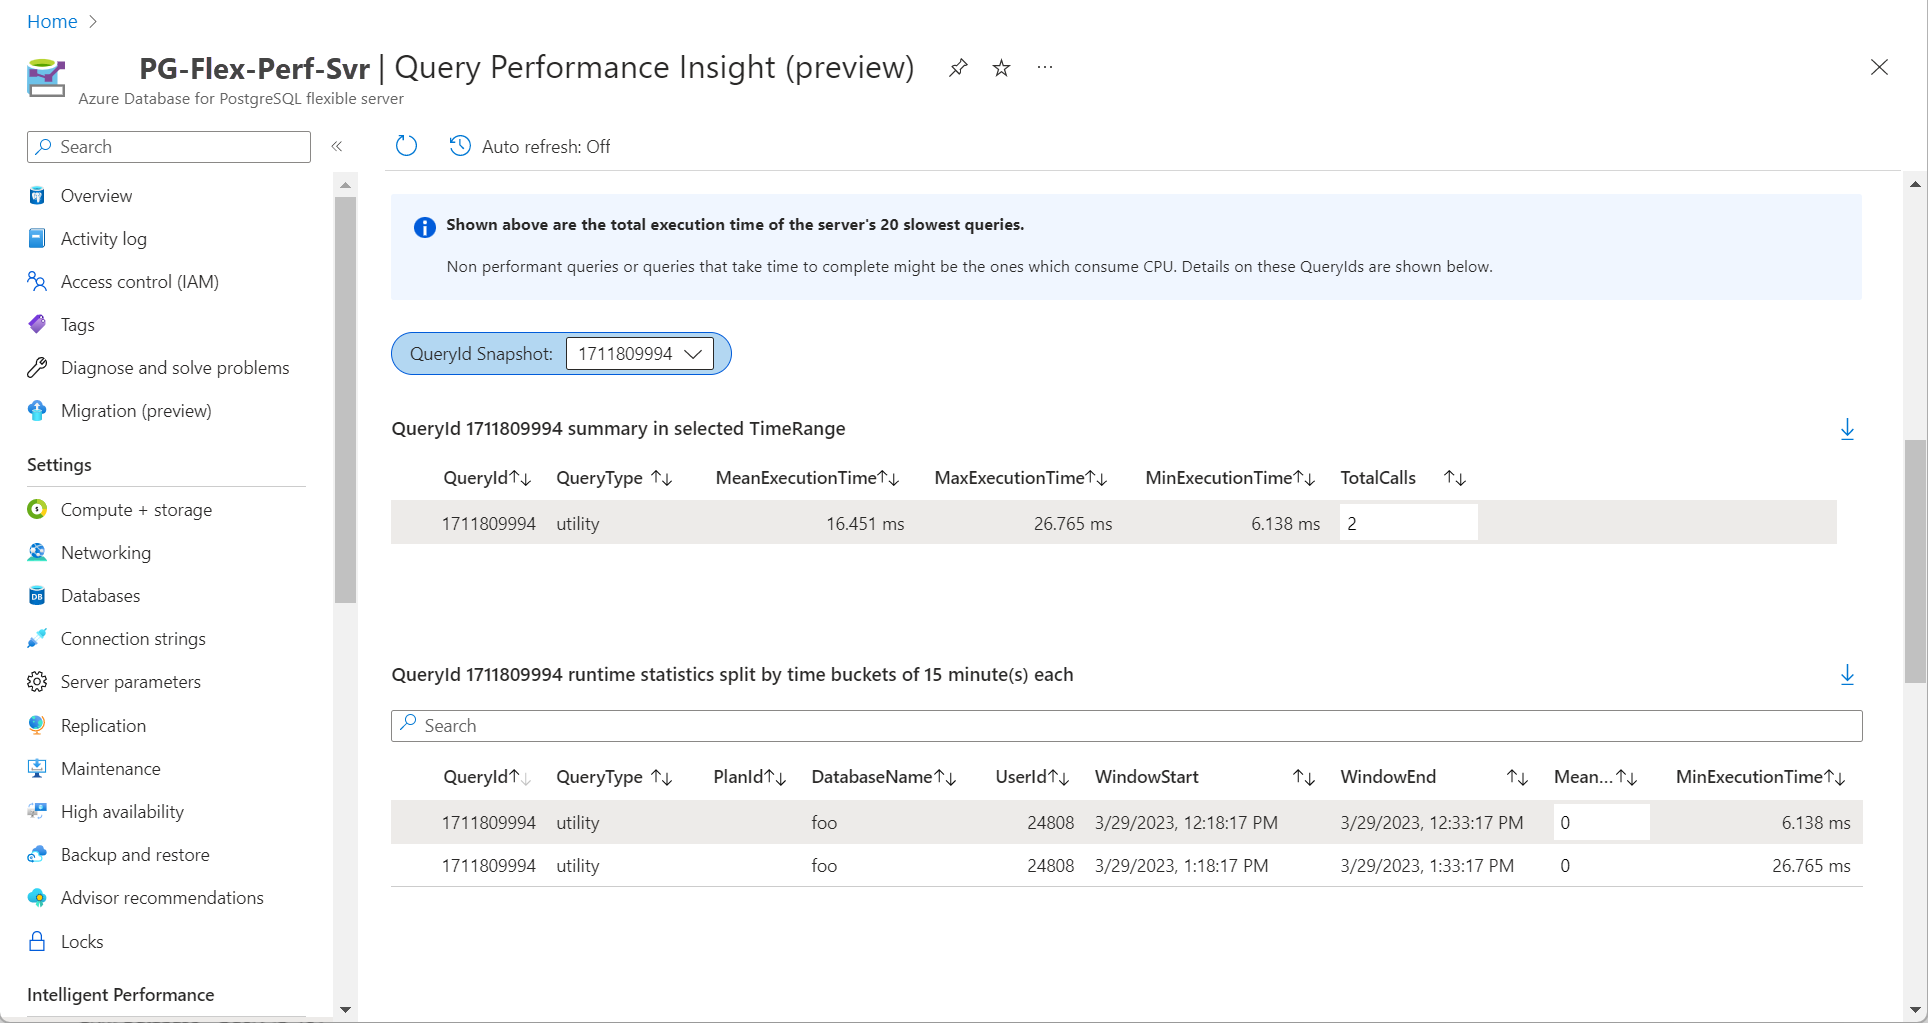 Home
PG-Flex-Perf-Svr | Query Performance Insight (preview)
Azure Database for PostgreSQL flexible server
Search
Overview
Activity log
Access control (IAM)
Tags
Diagnose and solve problems
Migration (preview)
Settings
Compute + storage
Networking
Databases
Connection strings
Server parameters
Replication
Maintenance
High availability
Backup and restore
Advisor recommendations
Locks
Intelligent Performance
Auto refresh: Off
Shown above are the total execution time of the server's 20 slowest queries.
Non performant queries or queries that take time to complete might be the ones which consume CPU. Details on these QueryIds are shown below.
QueryId Snapshot: 1711809994
QueryId 1711809994 summary in selected TimeRange
QueryId↑↓ QueryType ↑↓ MeanExecutionTime↑↓ MaxExecutionTime↑↓ MinExecutionTime↑↓ TotalCalls ↑↓
1711809994 utility 16.451 ms 26.765 ms 6.138 ms 2
QueryId 1711809994 runtime statistics split by time buckets of 15 minute(s) each
Search
QueryId↑↓ QueryType ↑↓ PlanId↑↓ DatabaseName↑↓ UserId↑↓ WindowStart ↑↓ WindowEnd ↑↓ Mean...↑↓ MinExecutionTime↑↓
1711809994 utility foo 24808 3/29/2023, 12:18:17 PM 3/29/2023, 12:33:17 PM 0 6.138 ms
1711809994 utility foo 24808 3/29/2023, 1:18:17 PM 3/29/2023, 1:33:17 PM 0 26.765 ms